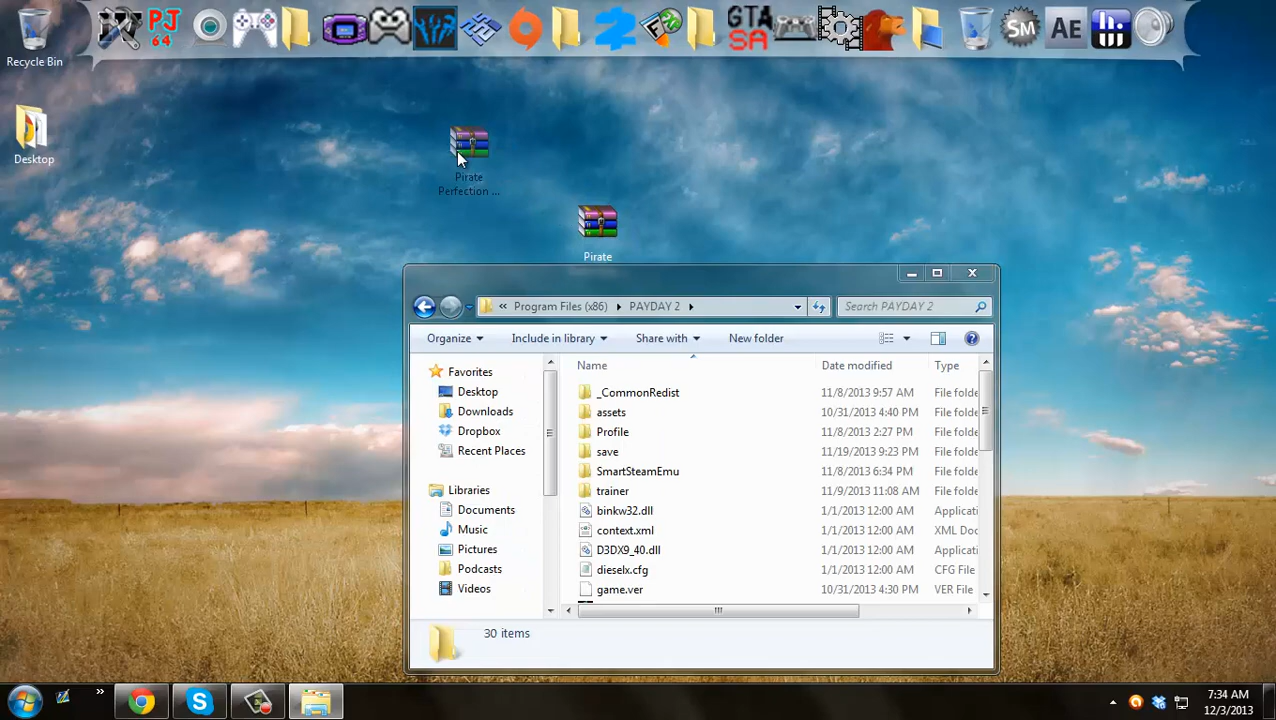 PJ
64
GTA
SA
SM
AE
Recycle Bin
Desktop
Pirate
Perfection ...
Pirate
« Program Files (x86) ▸ PAYDAY 2 ▸
Search PAYDAY 2
Organize
Include in library
Share with
New folder
Name
Date modified
Type
Favorites
Desktop
Downloads
Dropbox
Recent Places
Libraries
Documents
Music
Pictures
Podcasts
Videos
_CommonRedist 11/8/2013 9:57 AM File folde
assets 10/31/2013 4:40 PM File folde
Profile 11/8/2013 2:27 PM File folde
save 11/19/2013 9:23 PM File folde
SmartSteamEmu 11/8/2013 6:34 PM File folde
trainer 11/9/2013 11:08 AM File folde
binkw32.dll 1/1/2013 12:00 AM Applicati
context.xml 1/1/2013 12:00 AM XML Doc
D3DX9_40.dll 1/1/2013 12:00 AM Applicati
dieselx.cfg 1/1/2013 12:00 AM CFG File
game.ver 10/31/2013 4:30 PM VER File
30 items
7:34 AM
12/3/2013